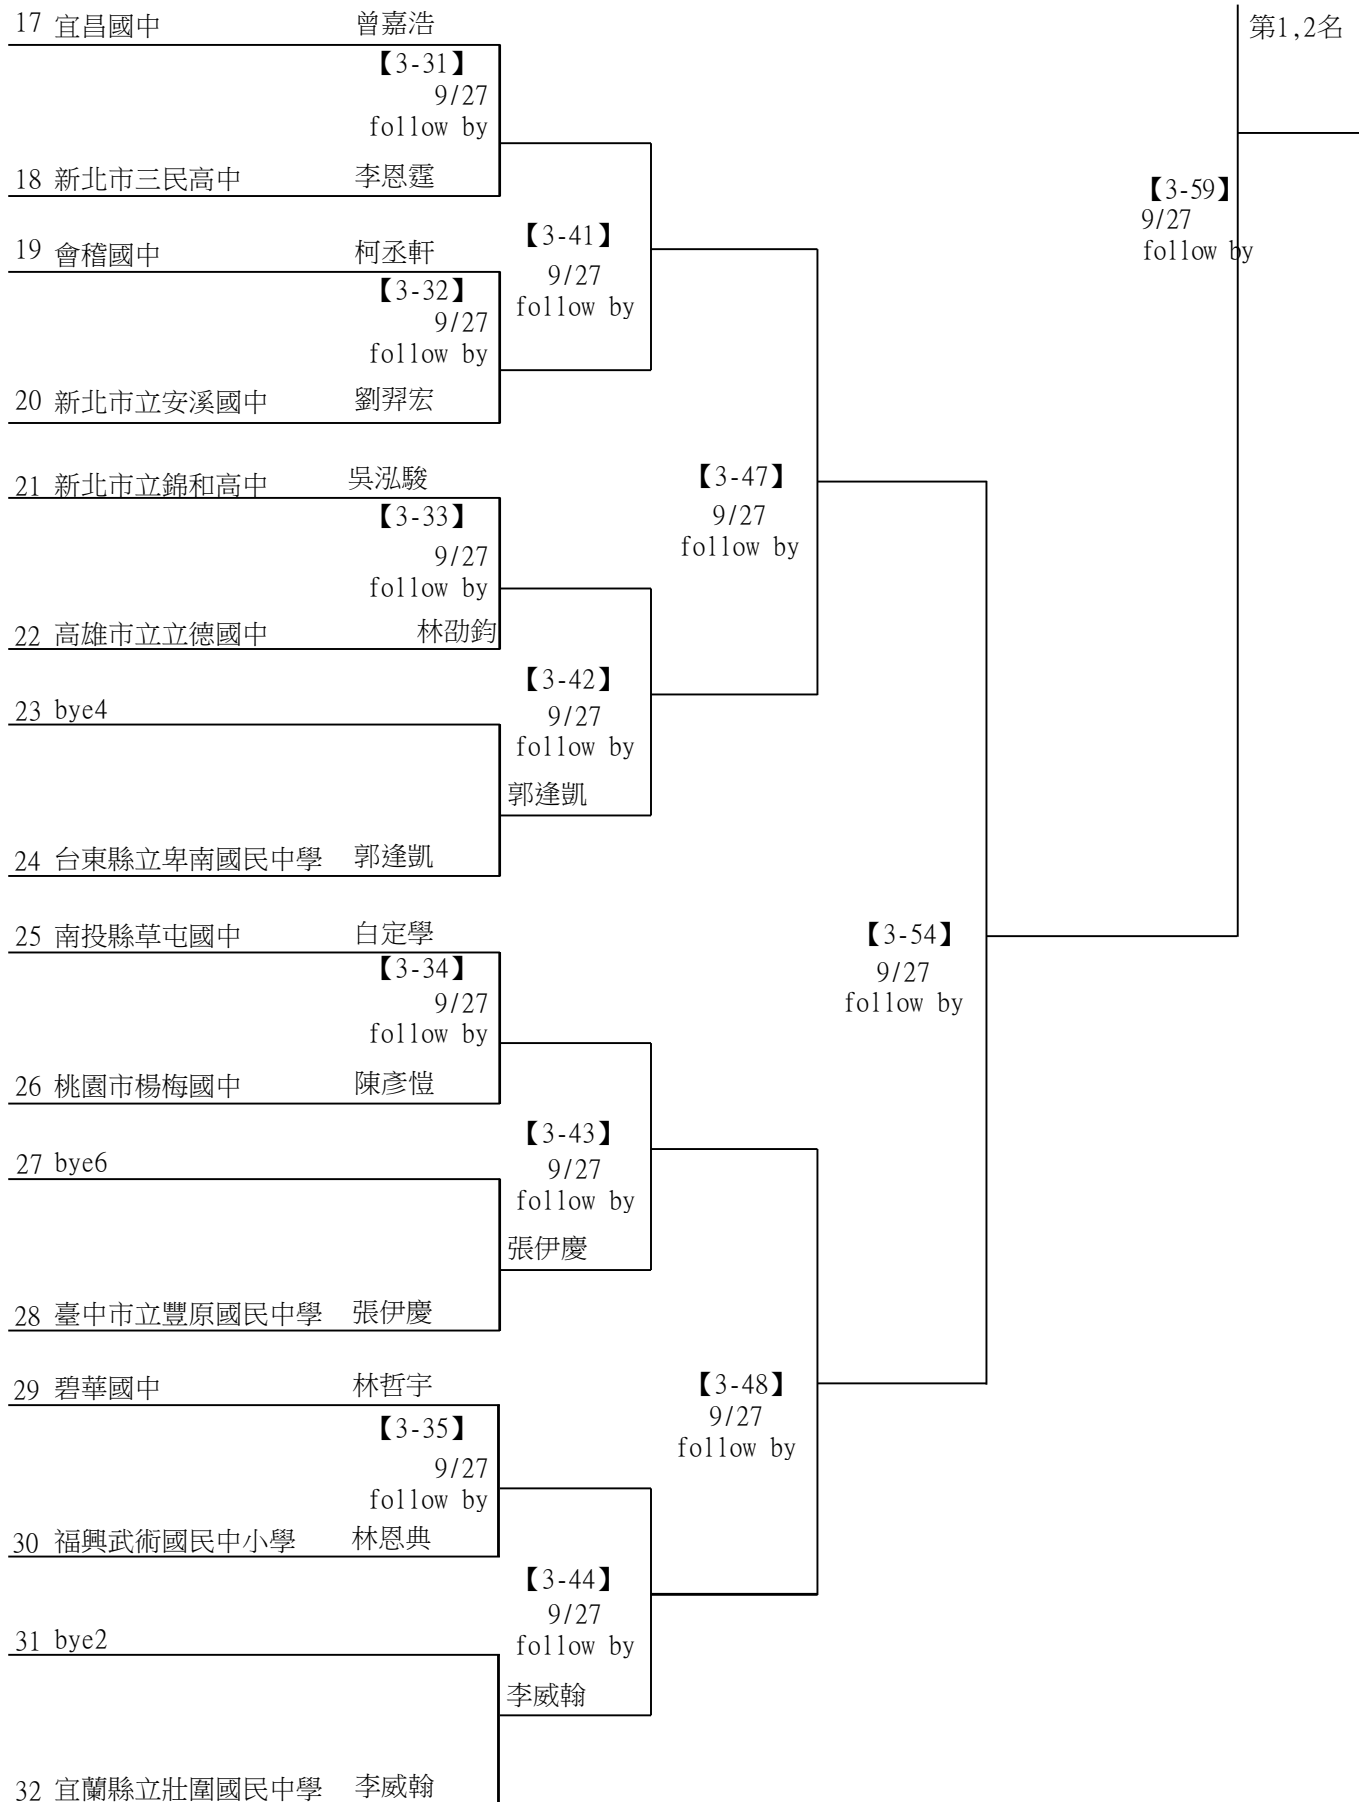 17 宜昌國中 曾嘉浩
第1,2名
【3-31】
9/27
follow by
18 新北市三民高中 李恩霆
【3-59】
9/27
follow by
19 會稽國中 柯丞軒
【3-41】
9/27
follow by
【3-32】
9/27
follow by
20 新北市立安溪國中 劉羿宏
21 新北市立錦和高中 吳泓駿
【3-47】
9/27
follow by
【3-33】
9/27
follow by
22 高雄市立立德國中 林劭鈞
【3-42】
9/27
follow by
23 bye4
郭逢凱
24 台東縣立卑南國民中學 郭逢凱
25 南投縣草屯國中 白定學
【3-54】
9/27
follow by
【3-34】
9/27
follow by
26 桃園市楊梅國中 陳彥愷
【3-43】
9/27
follow by
27 bye6
張伊慶
28 臺中市立豐原國民中學 張伊慶
29 碧華國中 林哲宇
【3-48】
9/27
follow by
【3-35】
9/27
follow by
30 福興武術國民中小學 林恩典
【3-44】
9/27
follow by
31 bye2
李威翰
32 宜蘭縣立壯圍國民中學 李威翰